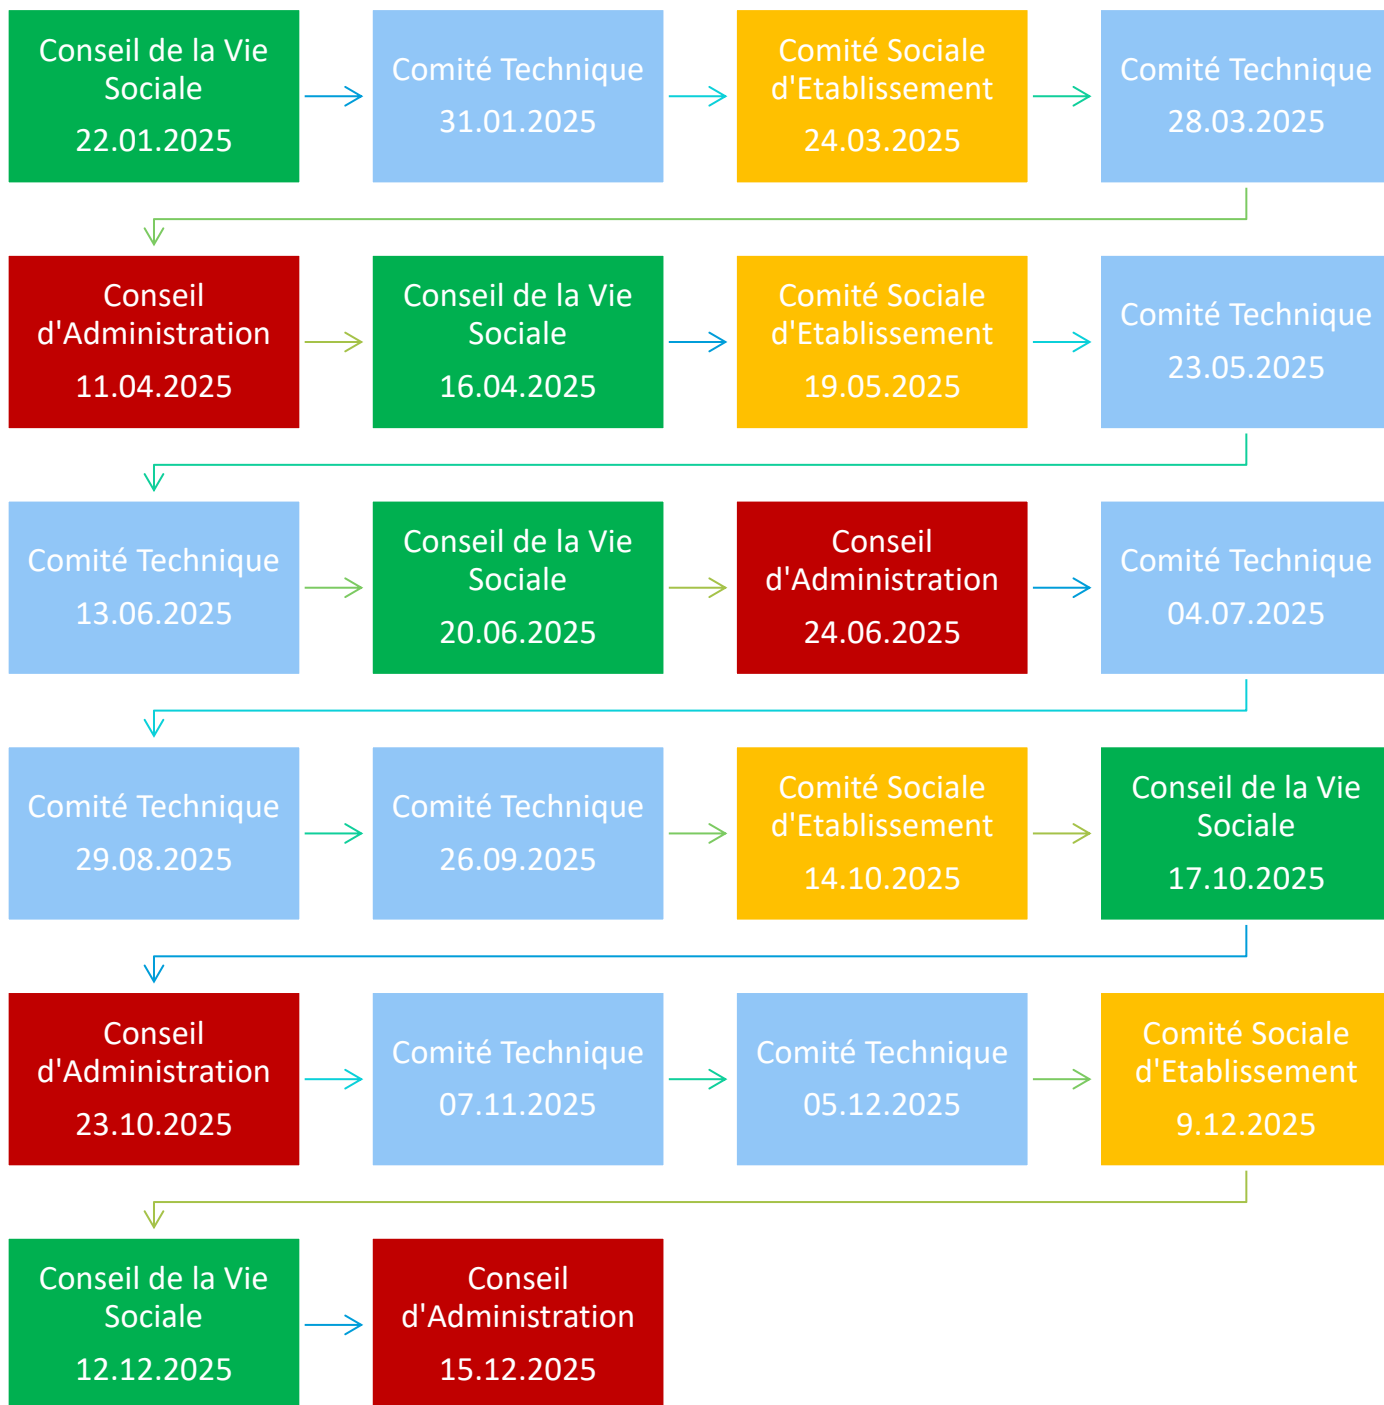 Conseil de la Vie
Sociale
22.01.2025
Comité Technique
31.01.2025
Comité Sociale
d'Etablissement
24.03.2025
Comité Technique
28.03.2025
Conseil
d'Administration
11.04.2025
Conseil de la Vie
Sociale
16.04.2025
Comité Sociale
d'Etablissement
19.05.2025
Comité Technique
23.05.2025
Comité Technique
13.06.2025
Conseil de la Vie
Sociale
20.06.2025
Conseil
d'Administration
24.06.2025
Comité Technique
04.07.2025
Comité Technique
29.08.2025
Comité Technique
26.09.2025
Comité Sociale
d'Etablissement
14.10.2025
Conseil de la Vie
Sociale
17.10.2025
Conseil
d'Administration
23.10.2025
Comité Technique
07.11.2025
Comité Technique
05.12.2025
Comité Sociale
d'Etablissement
9.12.2025
Conseil de la Vie
Sociale
12.12.2025
Conseil
d'Administration
15.12.2025